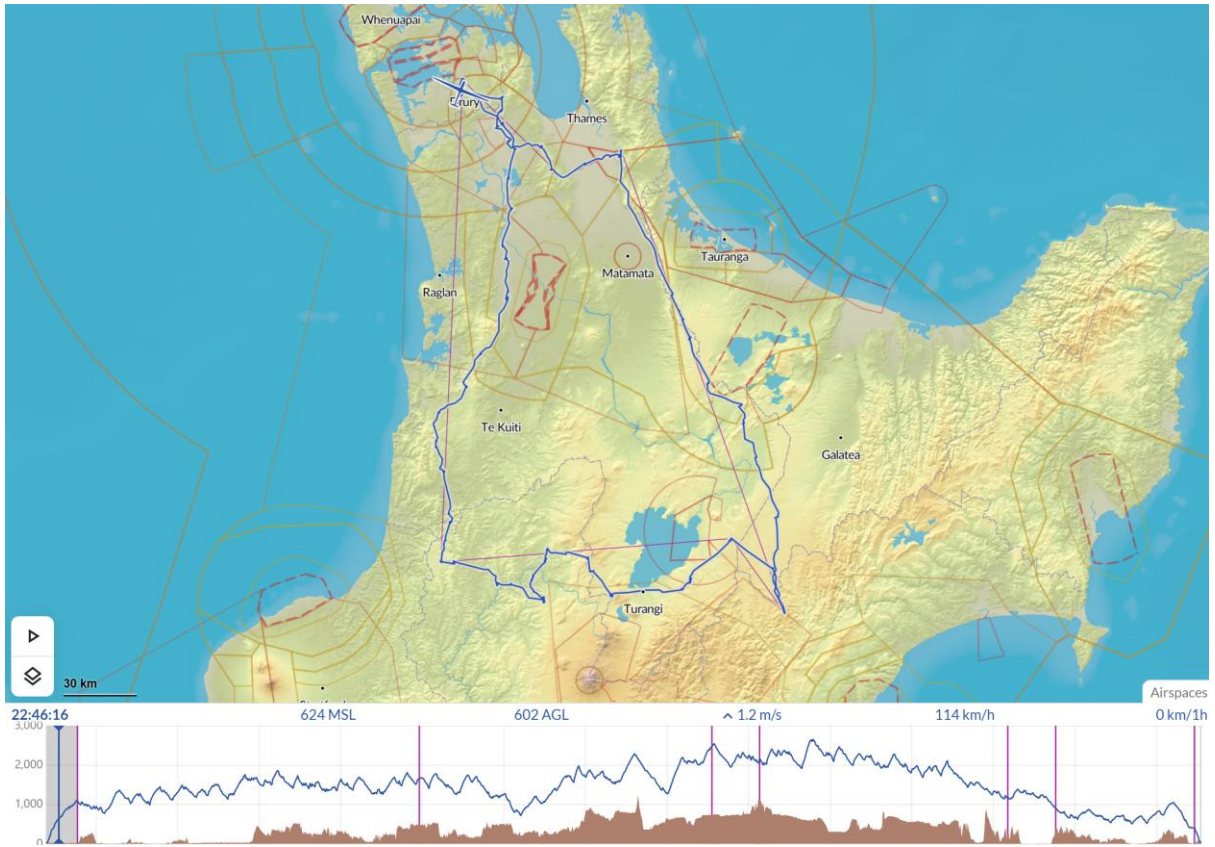 Whenuapai
Drury
Thames
Tauranga
Matamata
Raglan
Te Kuiti
Galatea
Turangi
30 km
Airspaces
22:46:16 624 MSL 602 AGL 1.2 m/s 114 km/h 0 km/1h
3,000
2,000
1,000
0